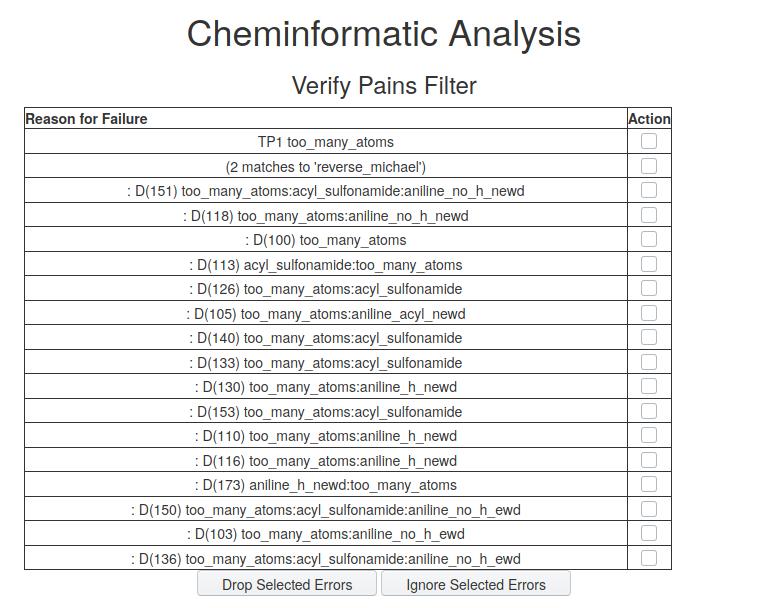 Cheminformatic Analysis
Verify Pains Filter
Reason for Failure Action
TP1 too_many_atoms
(2 matches to 'reverse_michael')
: D(151) too_many_atoms:acyl_sulfonamide:aniline_no_h_newd
: D(118) too_many_atoms:aniline_no_h_newd
: D(100) too_many_atoms
: D(113) acyl_sulfonamide:too_many_atoms
: D(126) too_many_atoms:acyl_sulfonamide
: D(105) too_many_atoms:aniline_acyl_newd
: D(140) too_many_atoms:acyl_sulfonamide
: D(133) too_many_atoms:acyl_sulfonamide
: D(130) too_many_atoms:aniline_h_newd
: D(153) too_many_atoms:acyl_sulfonamide
: D(110) too_many_atoms:aniline_h_newd
: D(116) too_many_atoms:aniline_h_newd
: D(173) aniline_h_newd:too_many_atoms
: D(150) too_many_atoms:acyl_sulfonamide:aniline_no_h_ewd
: D(103) too_many_atoms:aniline_no_h_ewd
: D(136) too_many_atoms:acyl_sulfonamide:aniline_no_h_ewd
Drop Selected Errors Ignore Selected Errors